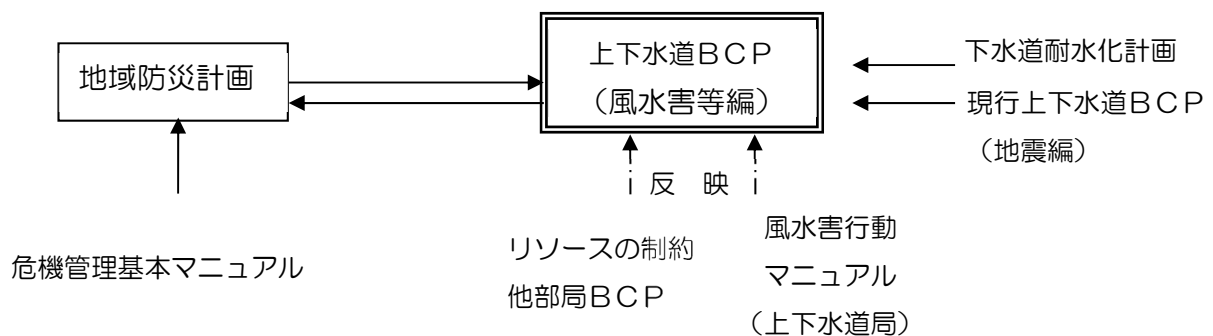 地域防災計画
上下水道ＢＣＰ
（風水害等編）
下水道耐水化計画
現行上下水道ＢＣＰ
（地震編）
反　映
危機管理基本マニュアル
リソースの制約
他部局ＢＣＰ
風水害行動
マニュアル
（上下水道局）